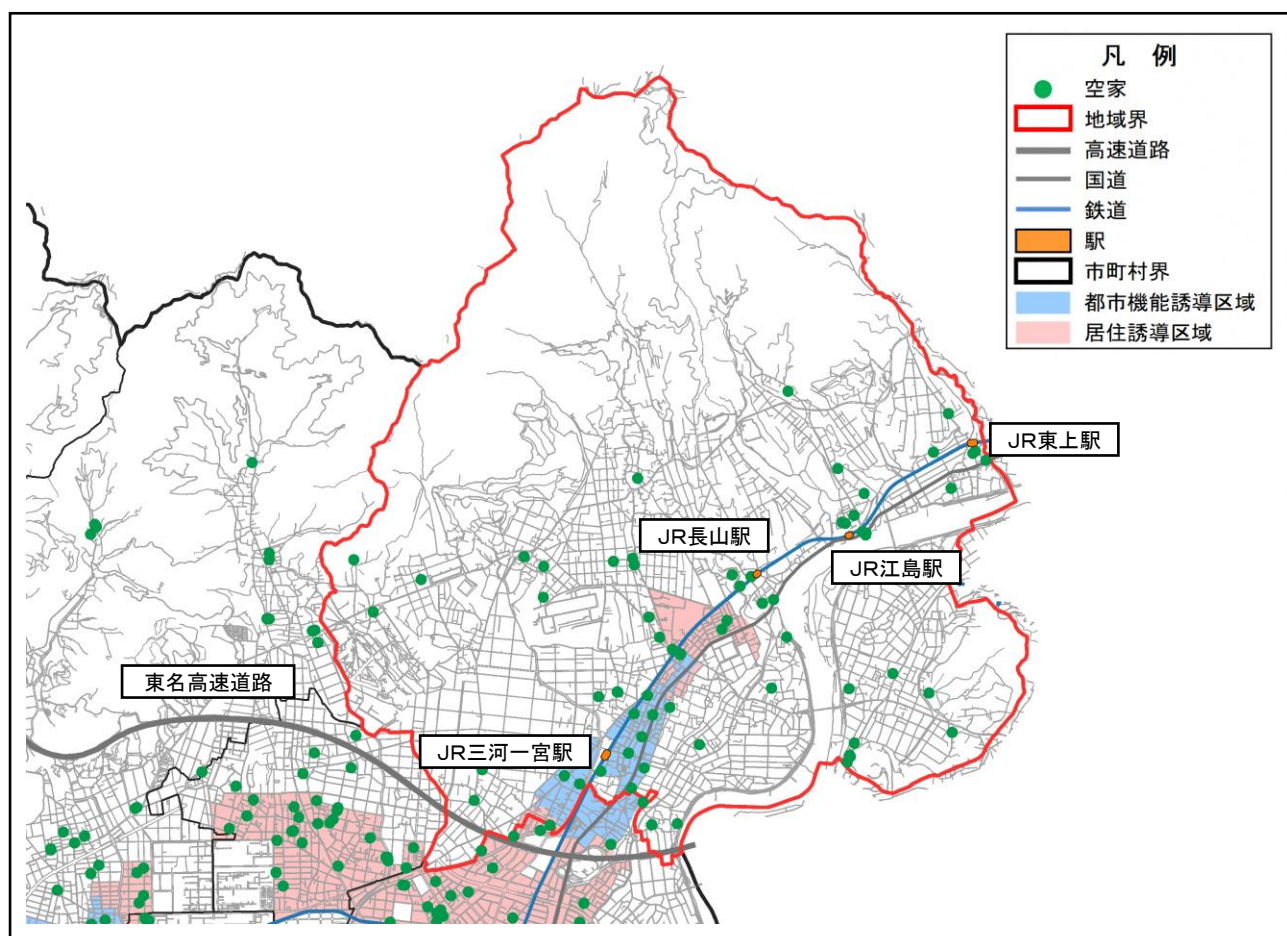 凡 例
空家
地域界
高速道路
国道
鉄道
駅
市町村界
都市機能誘導区域
居住誘導区域
JR東上駅
JR長山駅
JR江島駅
東名高速道路
JR三河一宮駅